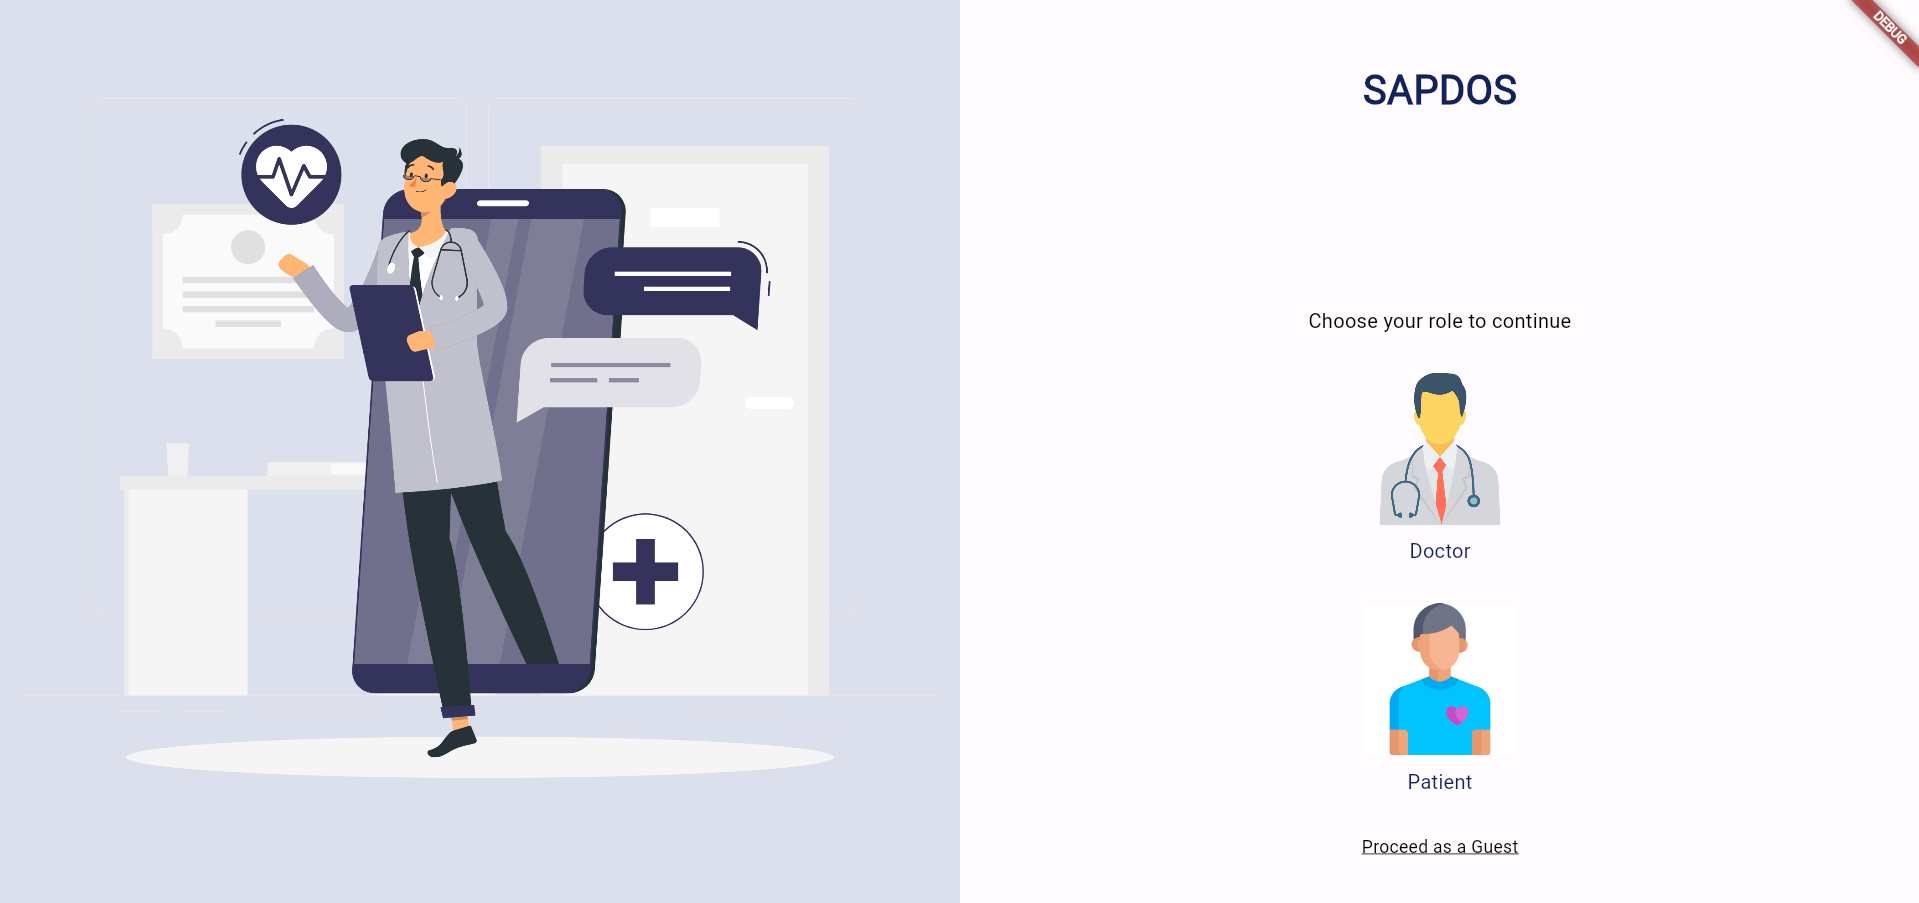 DEBUG
SAPDOS
Choose your role to continue
Doctor
Patient
Proceed as a Guest